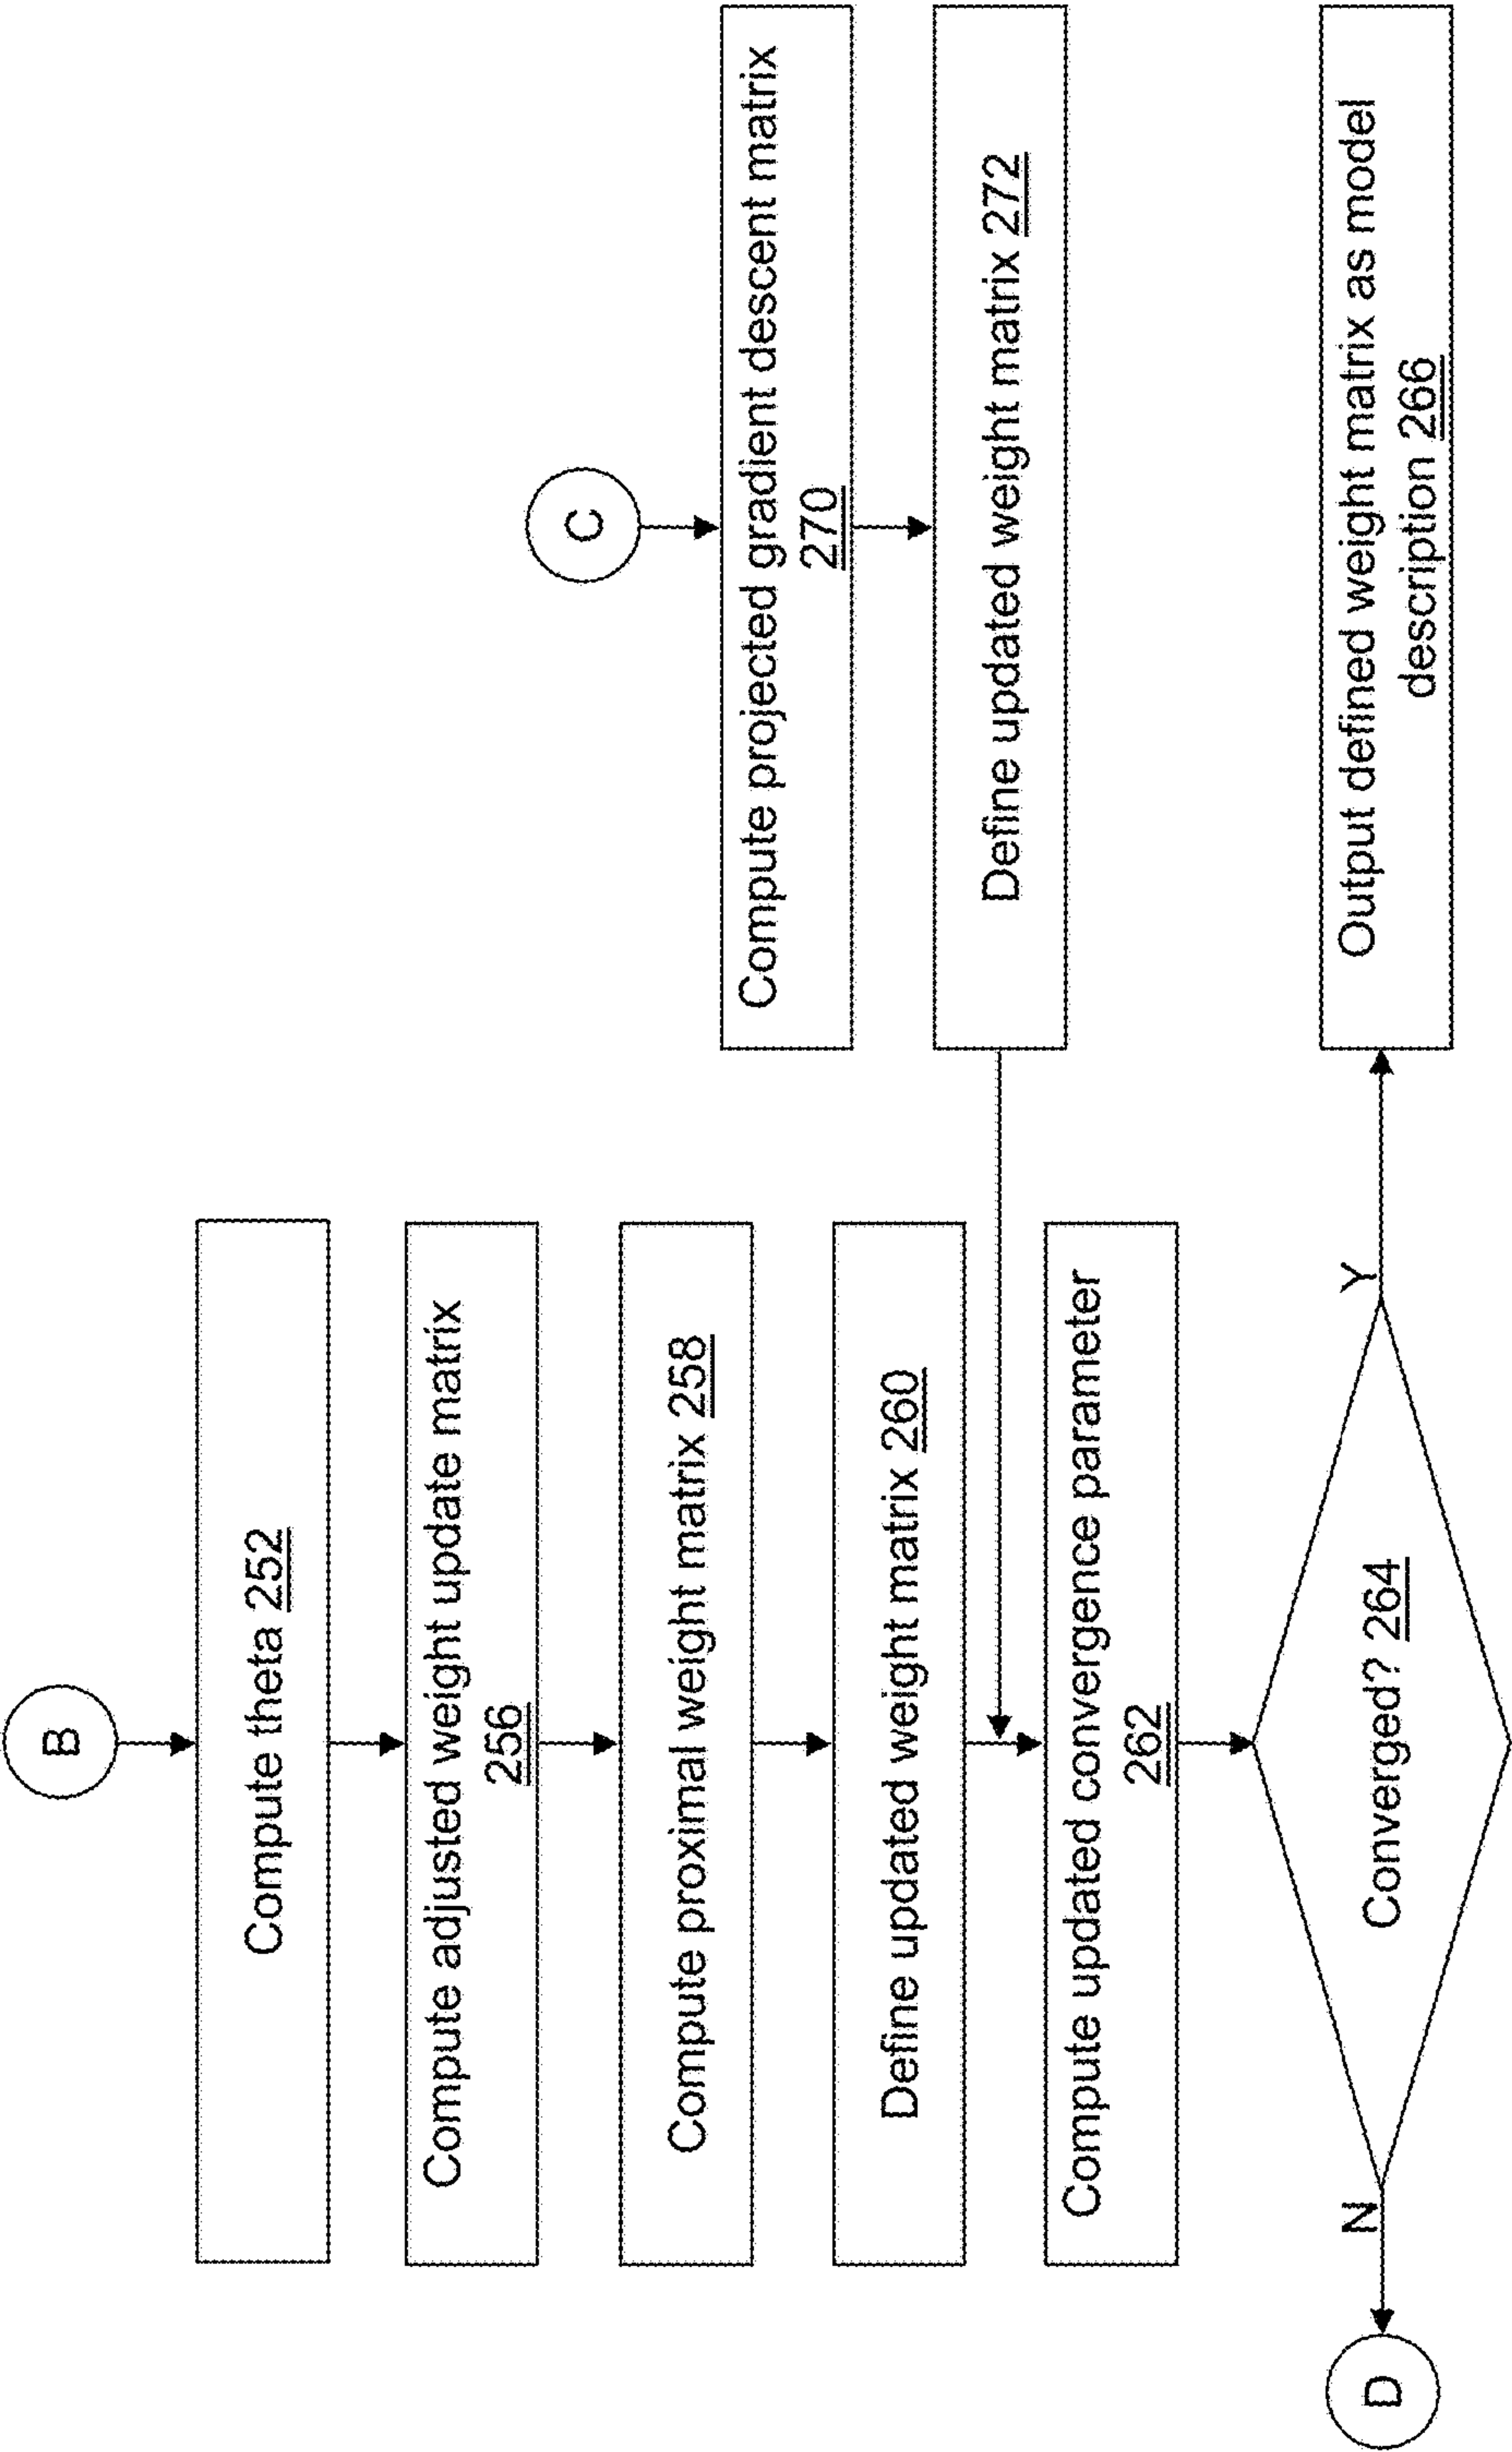 B
Compute theta 252
Compute adjusted weight update matrix
256
Compute proximal weight matrix 258
Define updated weight matrix 260
C
Compute projected gradient descent matrix
270
Define updated weight matrix 272
Compute updated convergence parameter
262
Converged? 264
N
Y
D
Output defined weight matrix as model
description 266